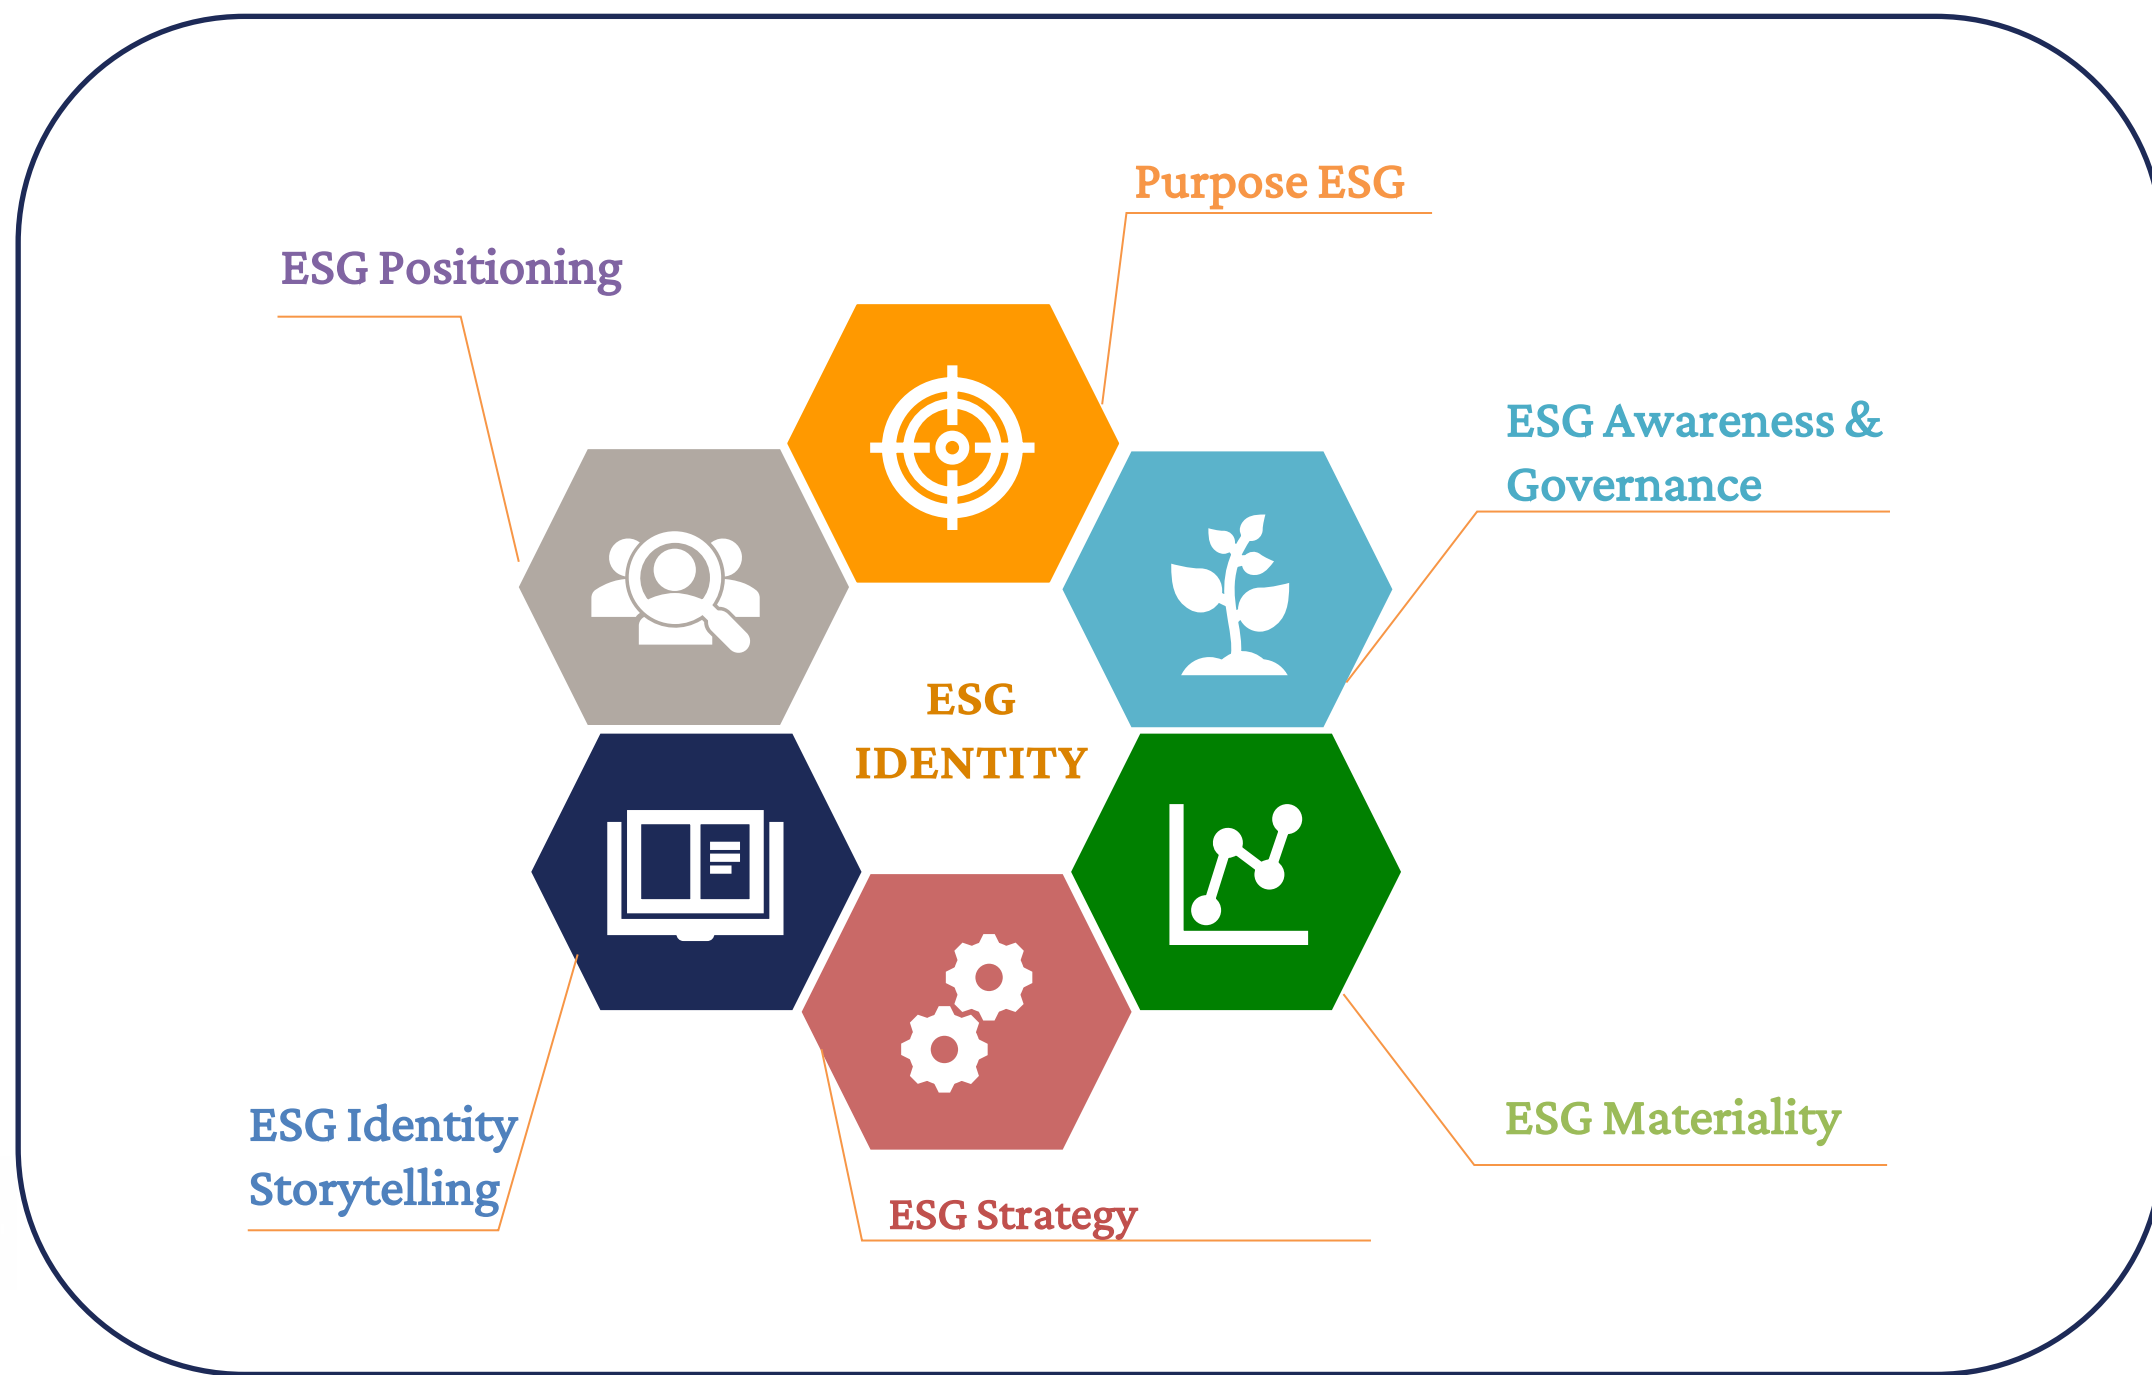 Purpose ESG
ESG Positioning
ESG Awareness &
Governance
ESG
IDENTITY
ESG Identity
Storytelling
ESG Materiality
ESG Strategy